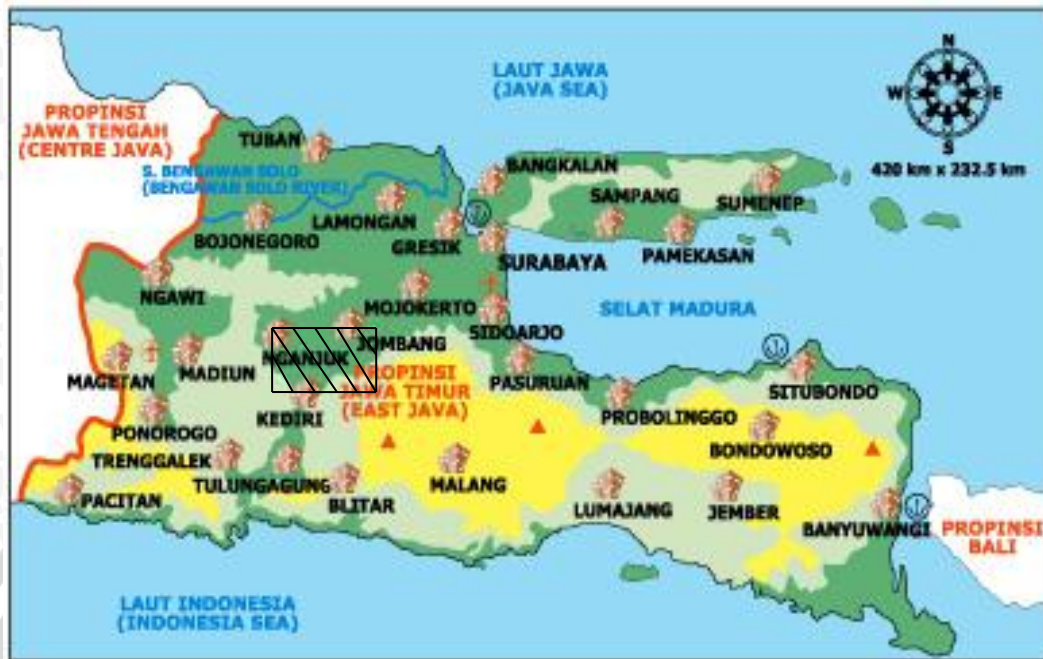 LAUT JAWA
(JAVA SEA)
N
W
E
S
420 km x 232.5 km
PROPINSI
JAWA TENGAH
(CENTRE JAVA)
TUBAN
S. BENGAWAN SOLO
(BENGAWAN SOLO RIVER)
BANGKALAN
SAMPANG
SUMENEP
LAMONGAN
BOJONEGORO
GRESIK
SURABAYA
PAMEKASAN
NGAWI
MOJOKERTO
SELAT MADURA
SIDOARJO
JOMBANG
NGANJUK
MAGETAN
MADIUN
PROPINSI
JAWA TIMUR
(EAST JAVA)
PASURUAN
SITUBONDO
KEDIRI
PROBOLINGGO
PONOROGO
BONDOWOSO
TRENGGALEK
TULUNGAGUNG
MALANG
PACITAN
BLITAR
LUMAJANG
JEMBER
BANYUWANGI
PROPINSI
BALI
LAUT INDONESIA
(INDONESIA SEA)